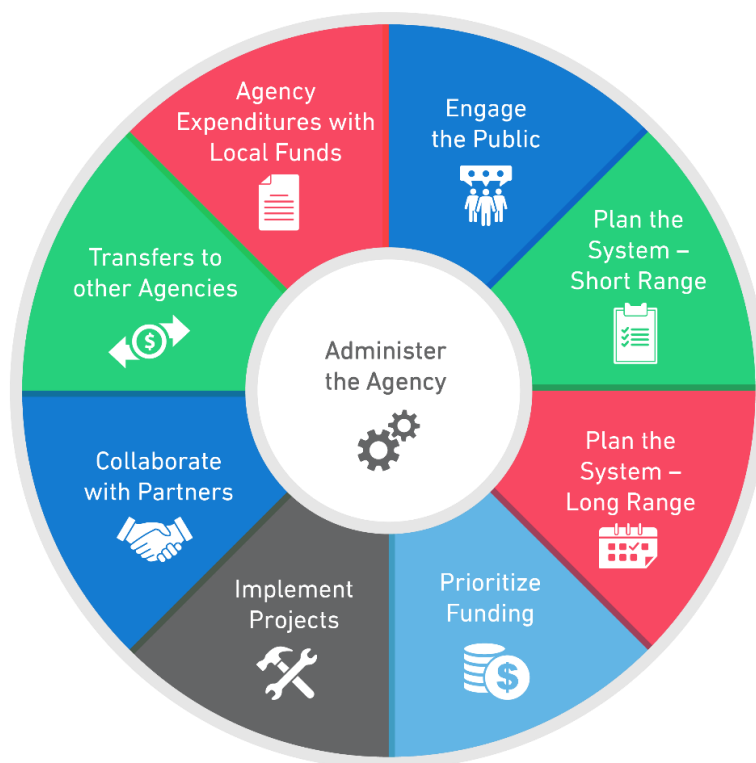 Agency
Expenditures with
Local Funds
Engage
the Public
Plan the
System –
Short Range
Plan the
System –
Long Range
Prioritize
Funding
Implement
Projects
Collaborate
with Partners
Transfers to
other Agencies
Administer
the Agency
$
$